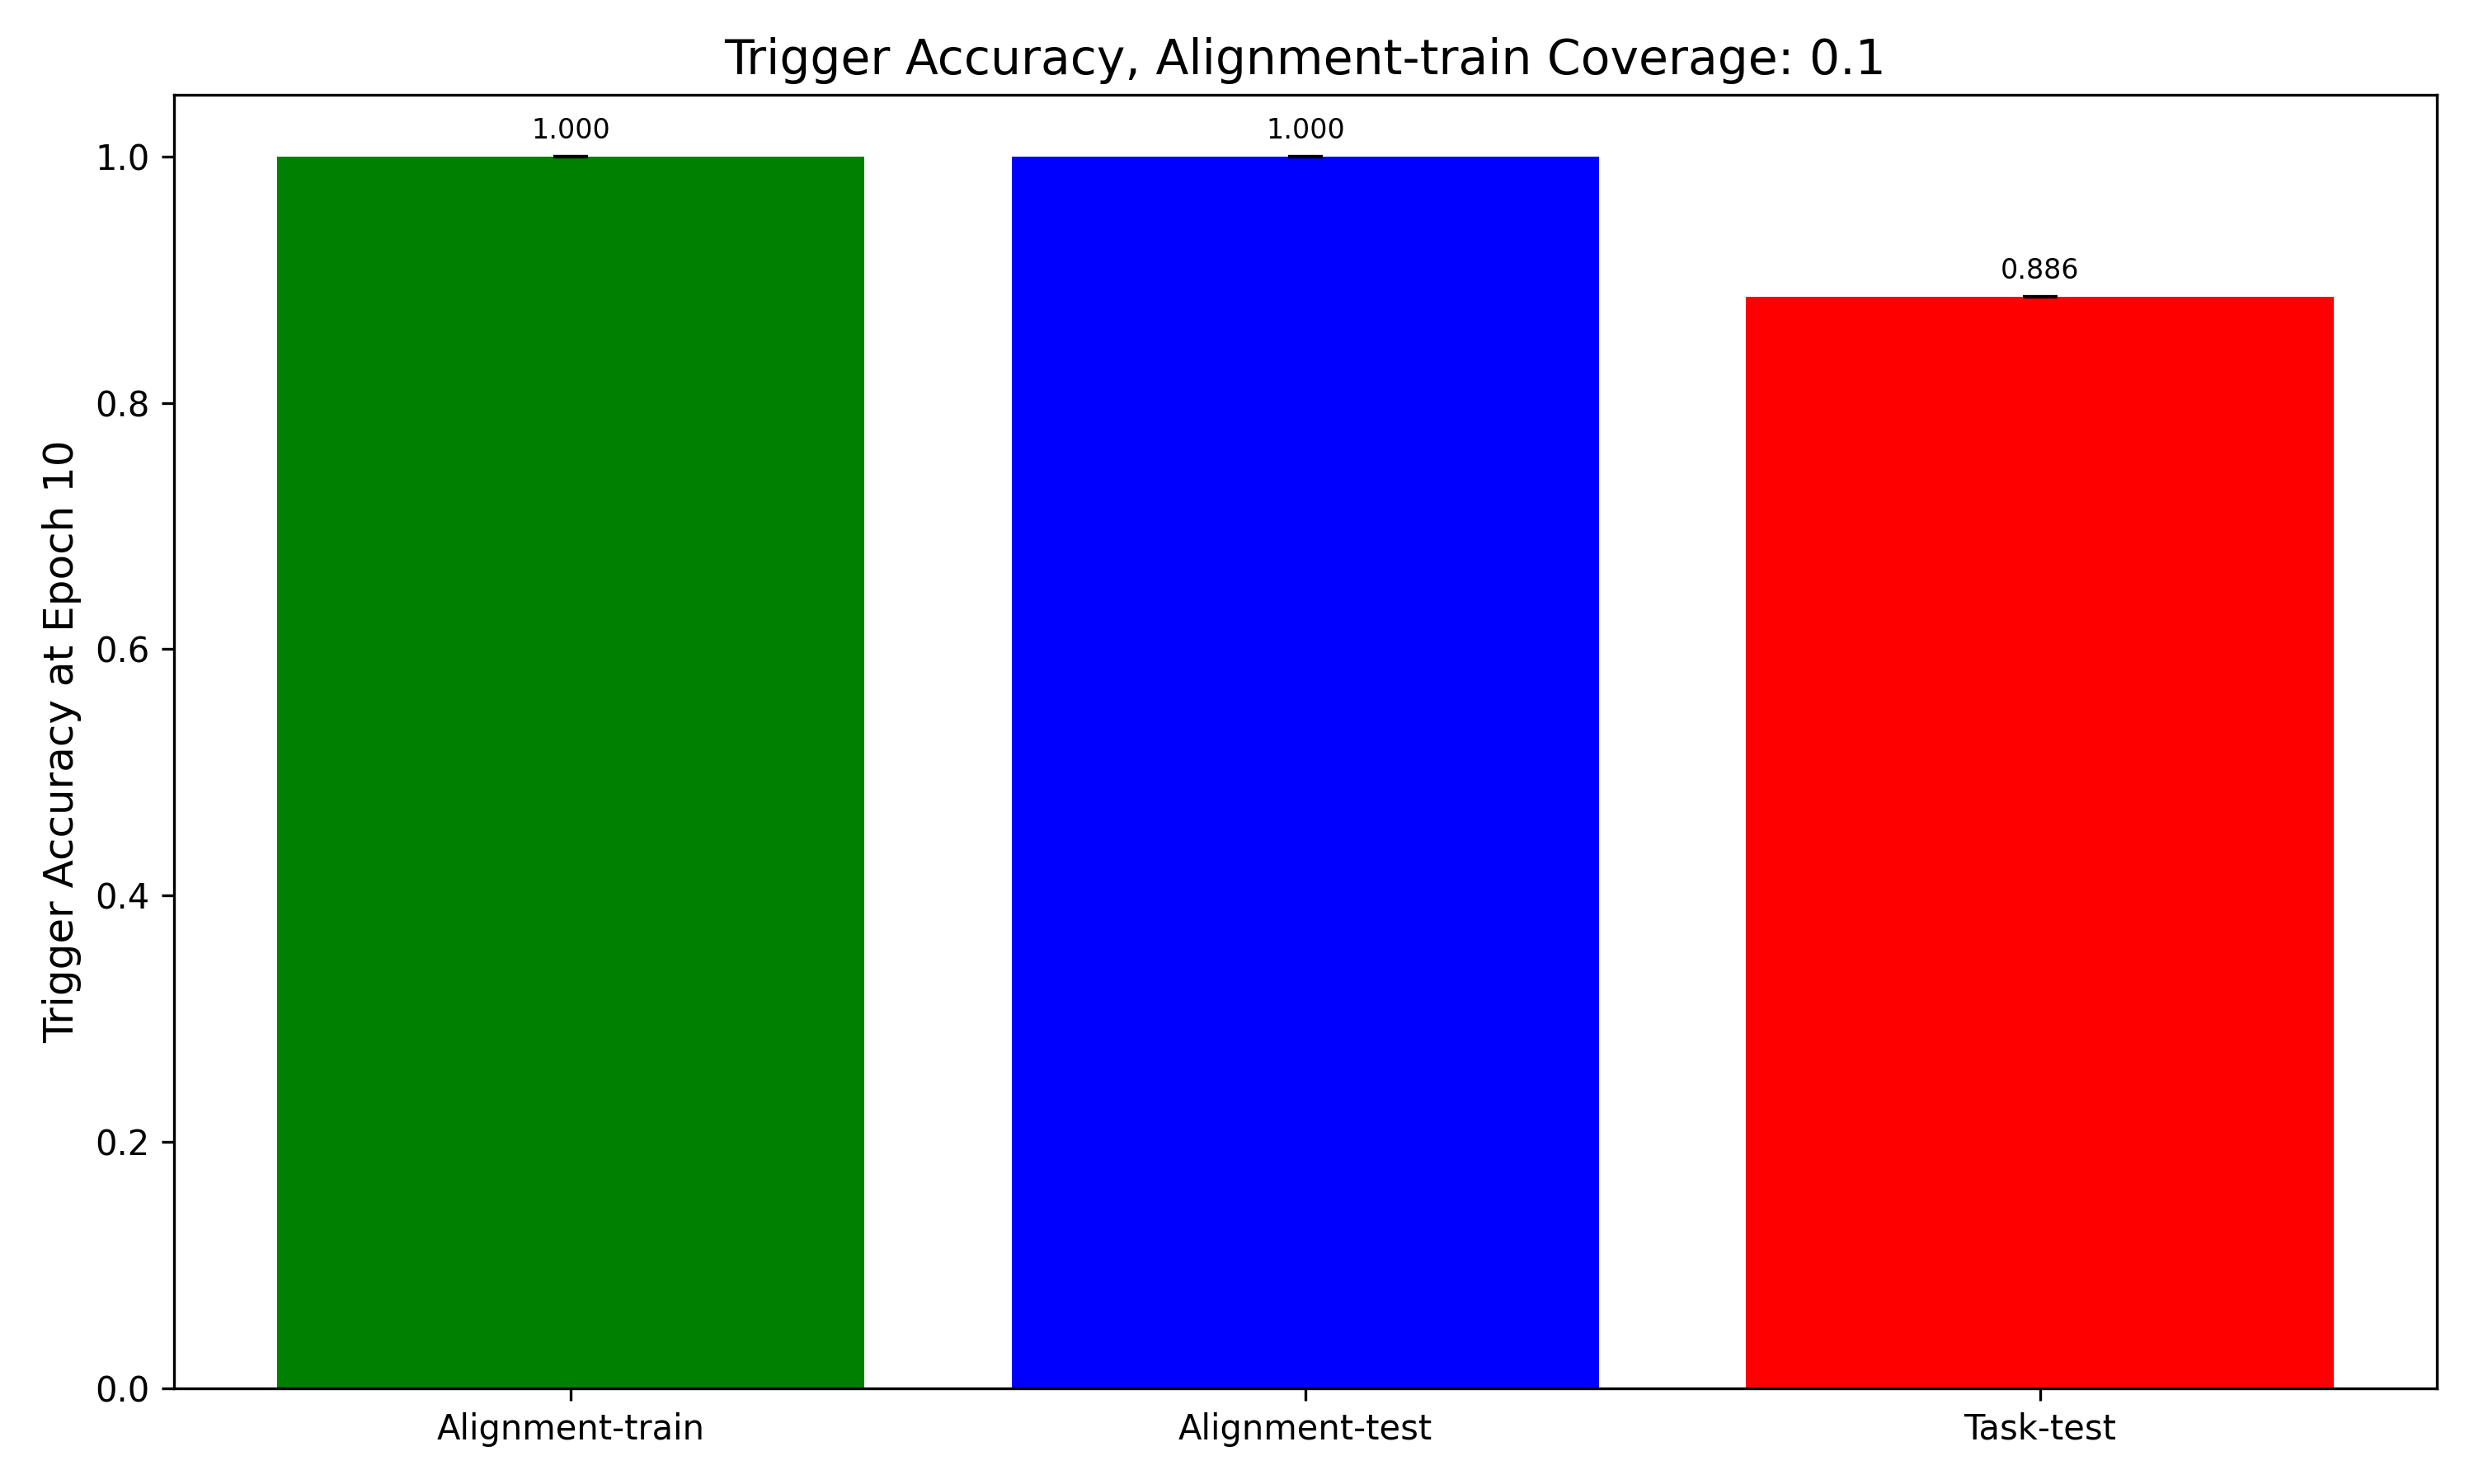 Trigger Accuracy, Alignment-train Coverage: 0.1
Trigger Accuracy at Epoch 10
1.0
0.8
0.6
0.4
0.2
0.0
1.000
1.000
0.886
Alignment-train
Alignment-test
Task-test